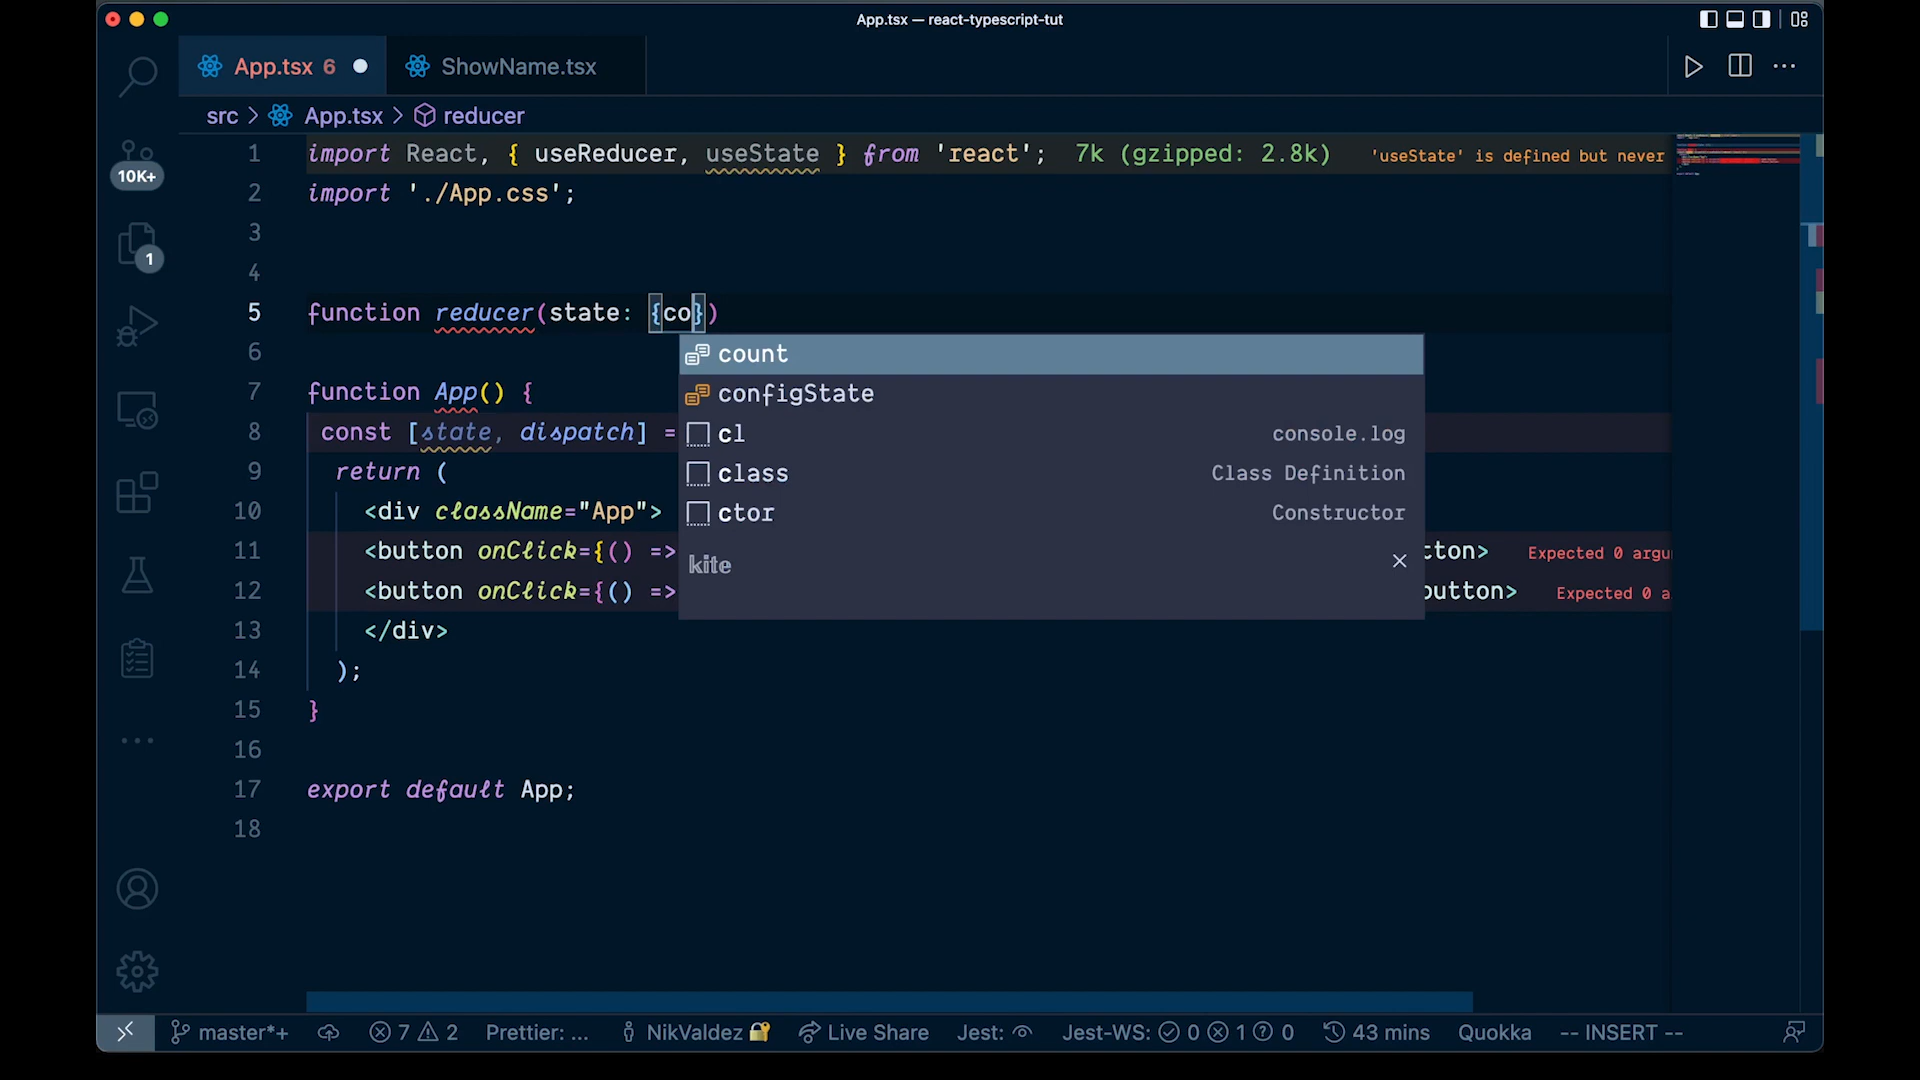 App.tsx — react-typescript-tut
App.tsx 6
ShowName.tsx
src > App.tsx > reducer
10K+
1
1 import React, { useReducer, useState } from 'react'; 7k (gzipped: 2.8k) 'useState' is defined but never
2 import './App.css';
3
4
5 function reducer(state: {co})
6
7 function App() {
8 const [state, dispatch] =
9 return (
10 <div className="App">
11 <button onClick={() => tton> Expected 0 argu
12 <button onClick={() => button> Expected 0 a
13 </div>
14 );
15 }
16
17 export default App;
18
count
configState
cl console.log
class Class Definition
ctor Constructor
kite
master*+ 7 2 Prettier: ... NikValdez Live Share Jest: Jest-WS: 0 1 0 43 mins Quokka -- INSERT --